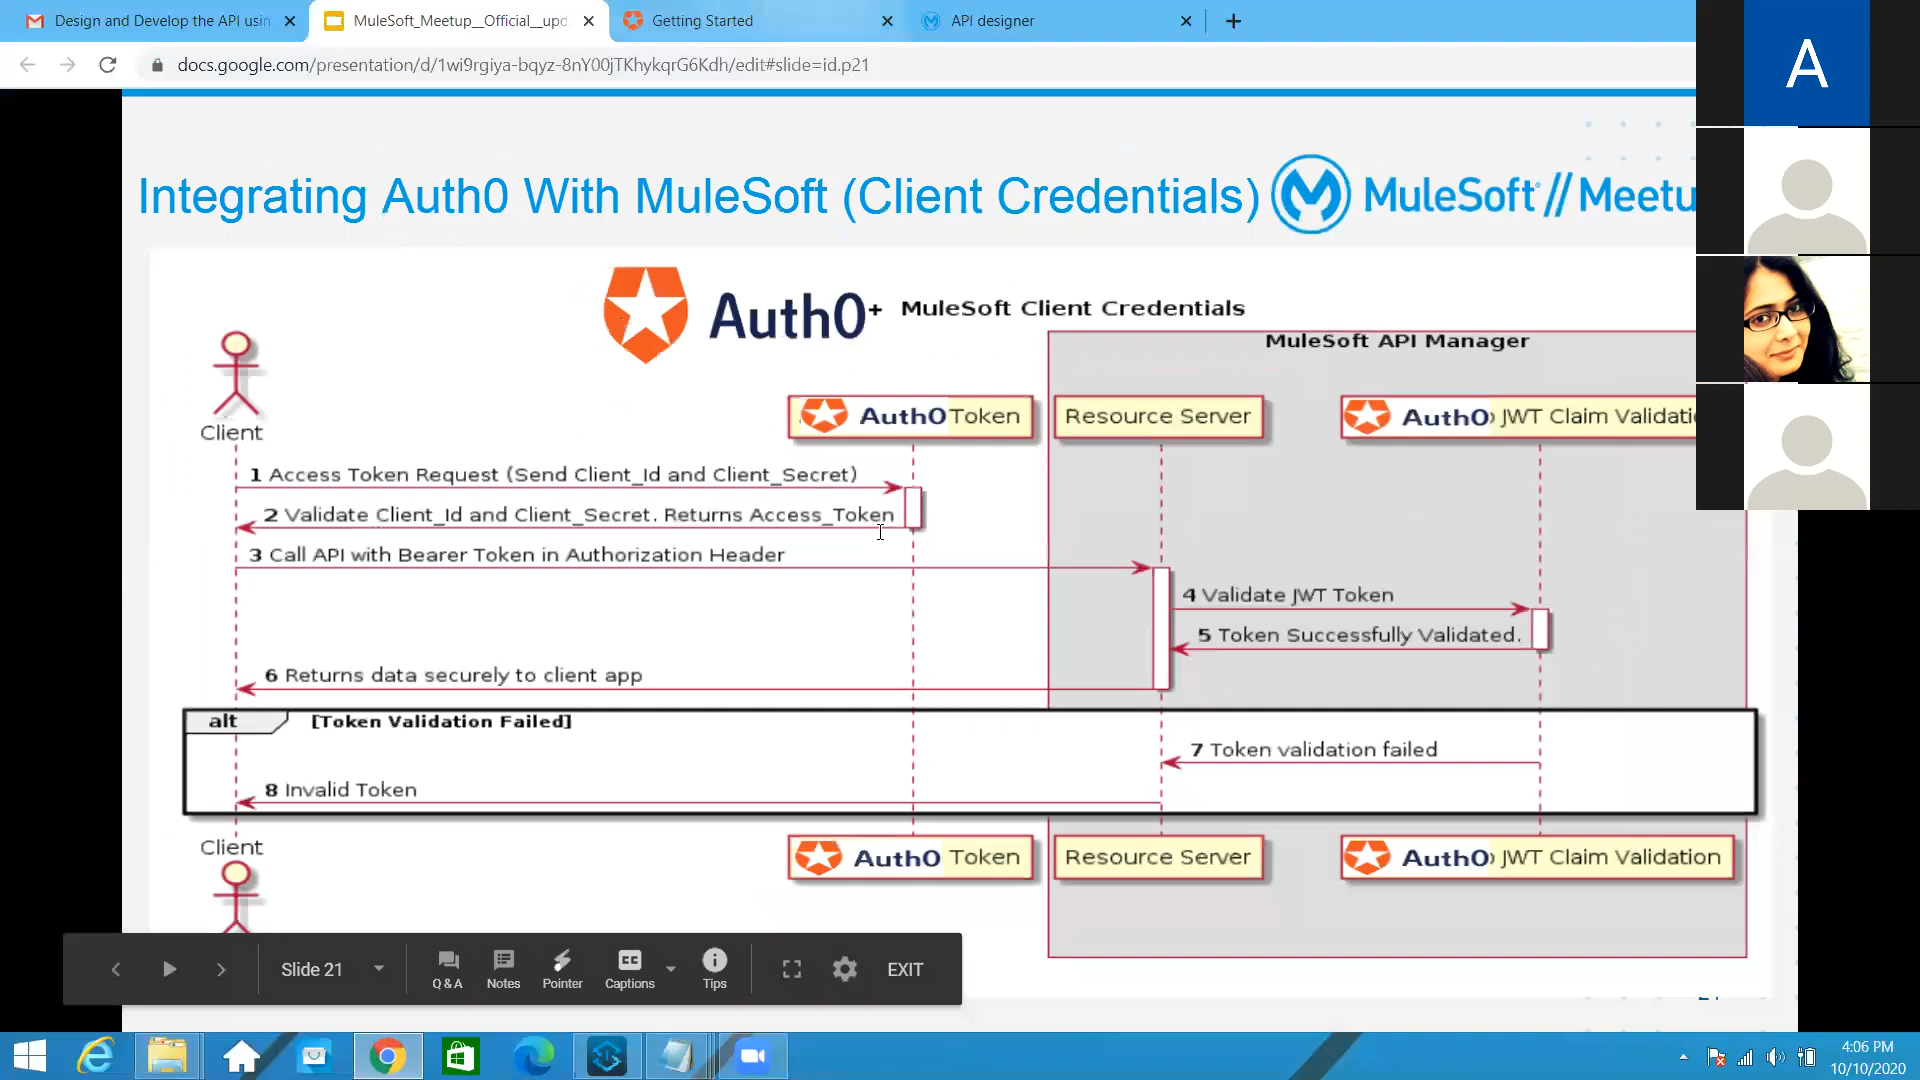 Design and Develop the API usin
MuleSoft_Meetup__Official__upd
Getting Started
API designer
docs.google.com/presentation/d/1wi9rgiya-bqyz-8nY00jTKhykqrG6Kdh/edit#slide=id.p21
A
Integrating Auth0 With MuleSoft (Client Credentials)
MuleSoft // Meetu
Auth0 + MuleSoft Client Credentials
MuleSoft API Manager
Client
Auth0 Token
Resource Server
Auth0 JWT Claim Validati
1 Access Token Request (Send Client_Id and Client_Secret)
2 Validate Client_Id and Client_Secret. Returns Access_Token
3 Call API with Bearer Token in Authorization Header
4 Validate JWT Token
5 Token Successfully Validated.
6 Returns data securely to client app
alt [Token Validation Failed]
7 Token validation failed
8 Invalid Token
Client
Auth0 Token
Resource Server
Auth0 JWT Claim Validation
Slide 21
Q & A
Notes
Pointer
Captions
Tips
EXIT
4:06 PM
10/10/2020